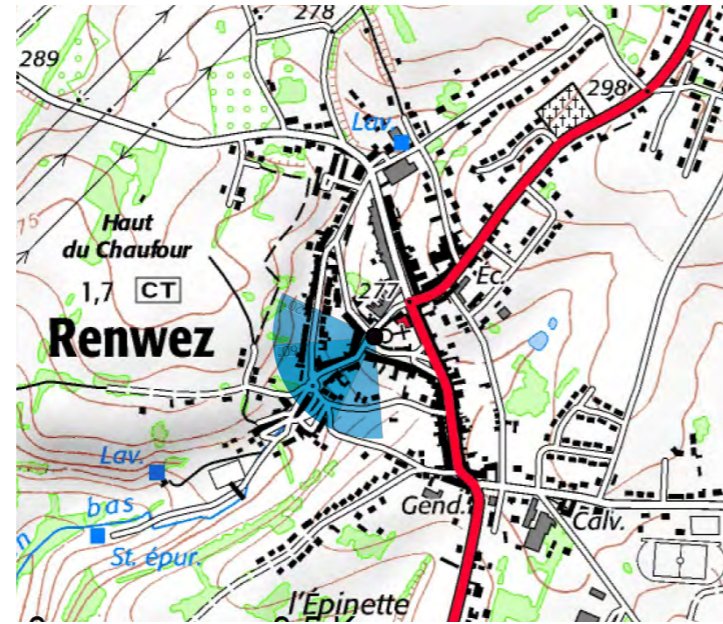 278
289
298
Lav.
Haut
du Chaufour
277
Ec.
1,7 CT
Renwez
Lav.
bas
Gend.
Calv.
St. épur.
l'Épinette